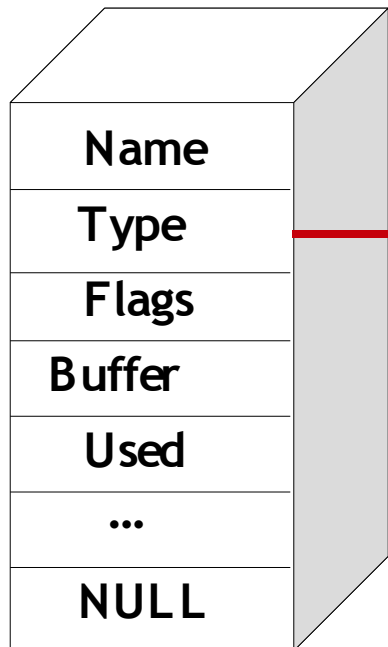 Name
Type
Flags
Buffer
Used
...
NULL